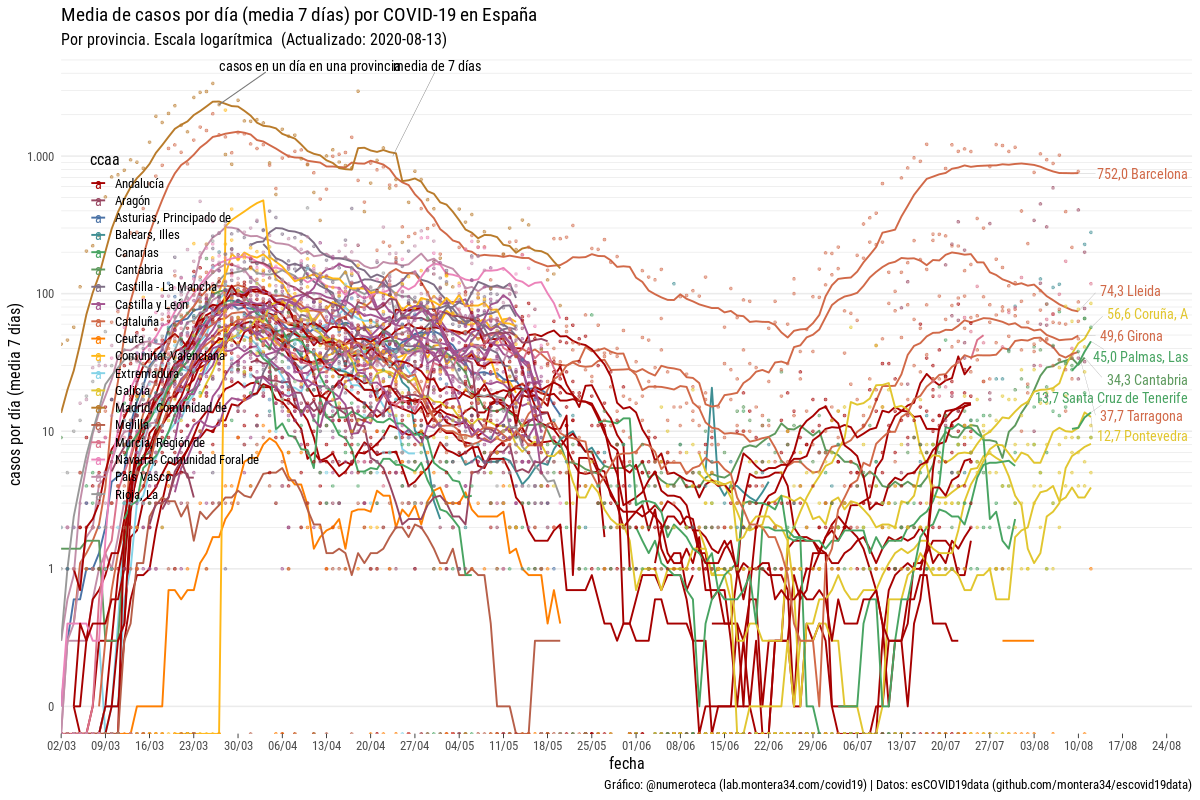 Media de casos por día (media 7 días) por COVID-19 en España
Por provincia. Escala logarítmica (Actualizado: 2020-08-13)
casos en un día en una provincia
media de 7 días
casos por día (media 7 días)
1.000
100
10
1
0
ccaa
Andalucía
Aragón
Asturias, Principado de
Balears, Illes
Canarias
Cantabria
Castilla - La Mancha
Castilla y León
Cataluña
Ceuta
Comunitat Valenciana
Extremadura
Galicia
Madrid, Comunidad de
Melilla
Murcia, Región de
Navarra, Comunidad Foral de
País Vasco
Rioja, La
752,0 Barcelona
74,3 Lleida
56,6 Coruña, A
49,6 Girona
45,0 Palmas, Las
34,3 Cantabria
13,7 Santa Cruz de Tenerife
37,7 Tarragona
12,7 Pontevedra
02/03 09/03 16/03 23/03 30/03 06/04 13/04 20/04 27/04 04/05 11/05 18/05 25/05 01/06 08/06 15/06 22/06 29/06 06/07 13/07 20/07 27/07 03/08 10/08 17/08 24/08
fecha
Gráfico: @numeroteca (lab.montera34.com/covid19) | Datos: esCOVID19data (github.com/montera34/escovid19data)